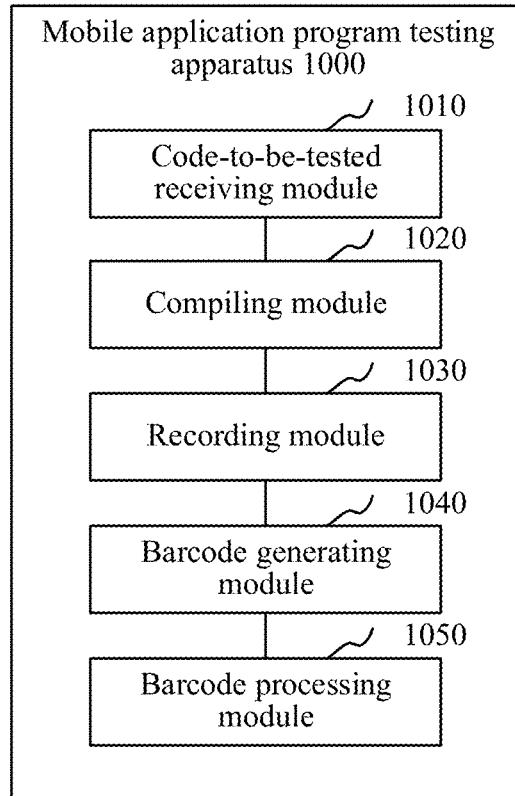 Mobile application program testing
apparatus 1000
1010
Code-to-be-tested
receiving module
1020
Compiling module
1030
Recording module
1040
Barcode generating
module
1050
Barcode processing
module